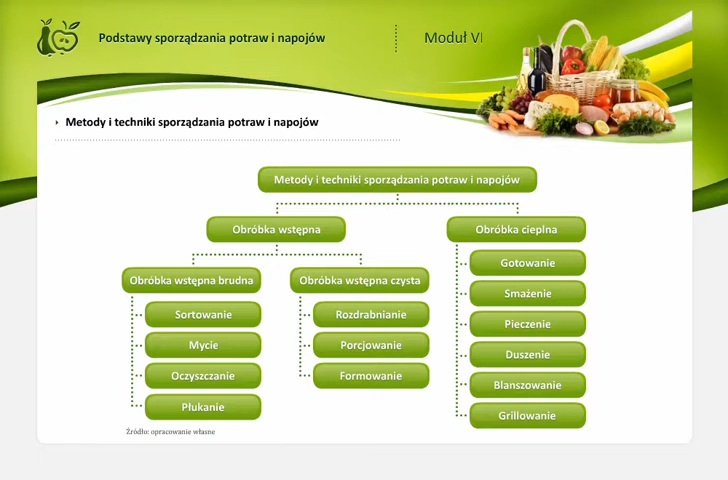 Podstawy sporządzania potraw i napojów
Moduł VI
Metody i techniki sporządzania potraw i napojów
Metody i techniki sporządzania potraw i napojów
Obróbka wstępna
Obróbka cieplna
Obróbka wstępna brudna
Obróbka wstępna czysta
Sortowanie
Mycie
Oczyszczanie
Płukanie
Rozdrabnianie
Porcjowanie
Formowanie
Gotowanie
Smażenie
Pieczenie
Duszenie
Blanszowanie
Grillowanie
Źródło: opracowanie własne